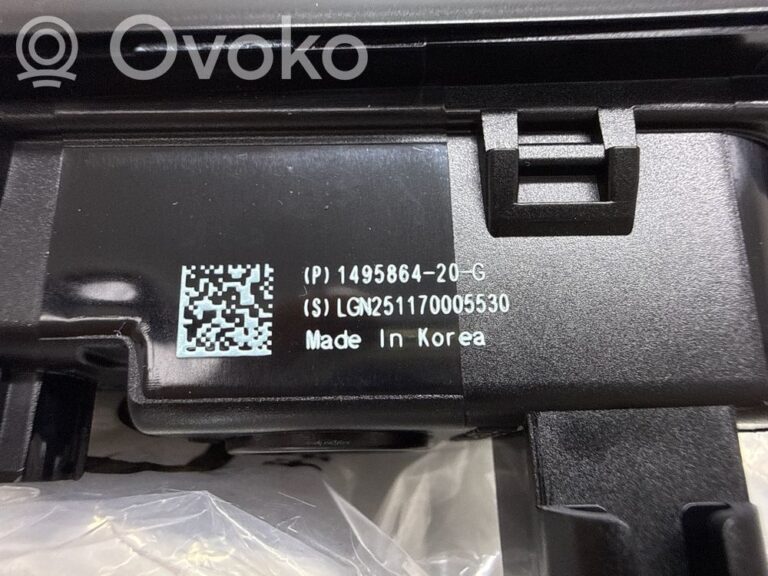 Ovoko
(P) 1495864-20-G
(S) LGN251170005530
Made In Korea